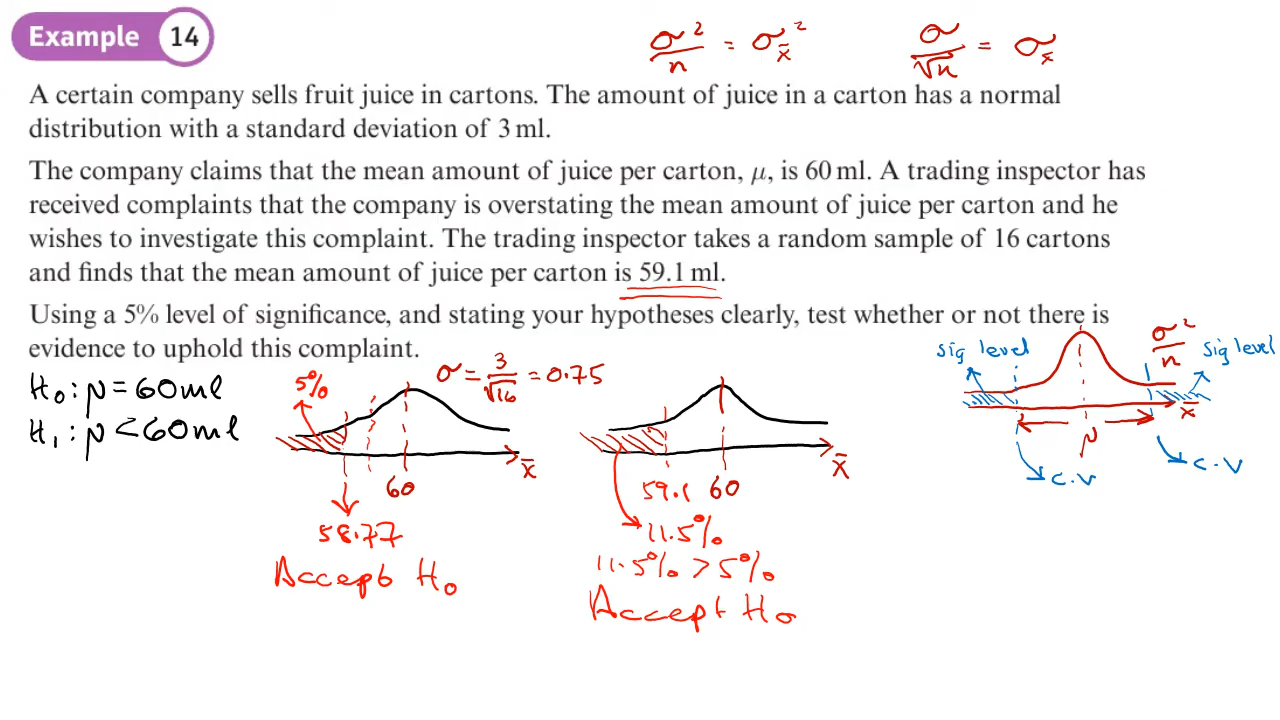 Example 14
σ²/n = σx̄²
σ/√n = σx̄
A certain company sells fruit juice in cartons. The amount of juice in a carton has a normal
distribution with a standard deviation of 3 ml.
The company claims that the mean amount of juice per carton, μ, is 60 ml. A trading inspector has
received complaints that the company is overstating the mean amount of juice per carton and he
wishes to investigate this complaint. The trading inspector takes a random sample of 16 cartons
and finds that the mean amount of juice per carton is 59.1 ml.
Using a 5% level of significance, and stating your hypotheses clearly, test whether or not there is
evidence to uphold this complaint.
H₀ : μ = 60ml
H₁ : μ < 60ml
5%
σ = 3/√16 = 0.75
60
x̄
58.77
Accept H₀
59.1
60
x̄
11.5%
11.5% > 5%
Accept H₀
sig level
σ²/n
sig level
x̄
μ
C.V
C.V